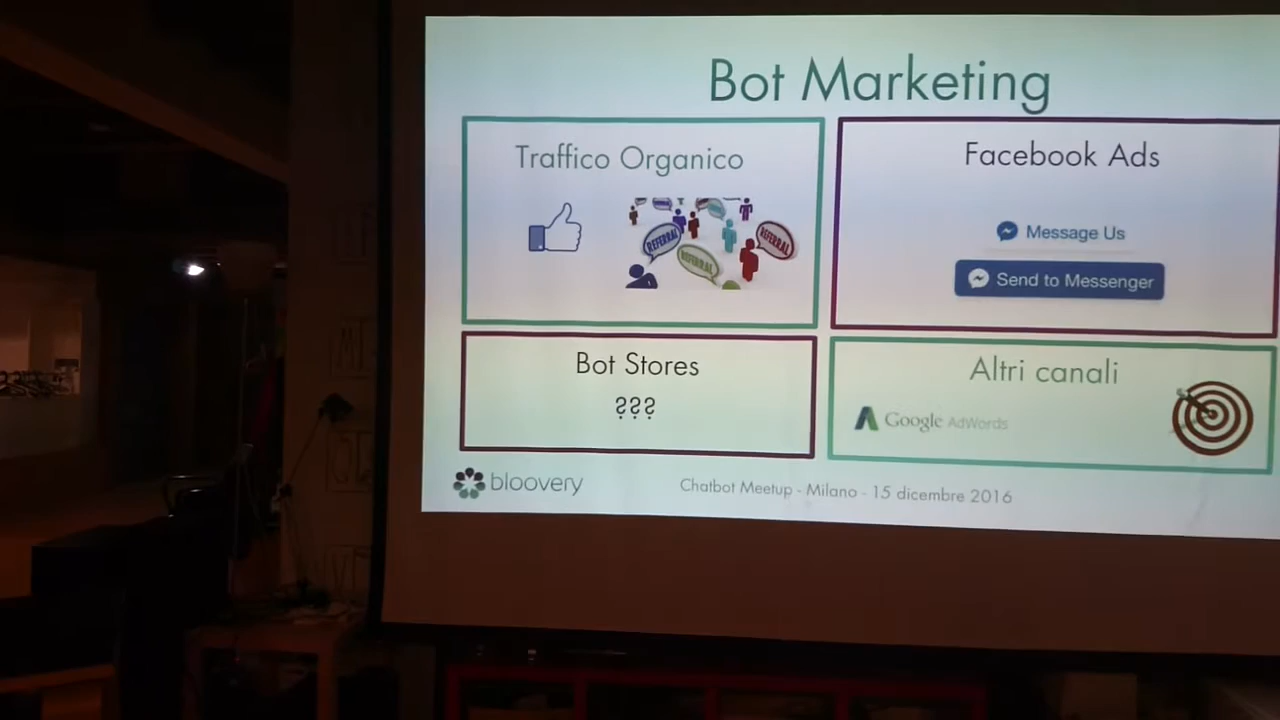 Bot Marketing
Traffico Organico
REFERRAL
REFERRAL
REFERRAL
Facebook Ads
Message Us
Send to Messenger
Bot Stores
???
Altri canali
Google AdWords
bloovery
Chatbot Meetup - Milano - 15 dicembre 2016